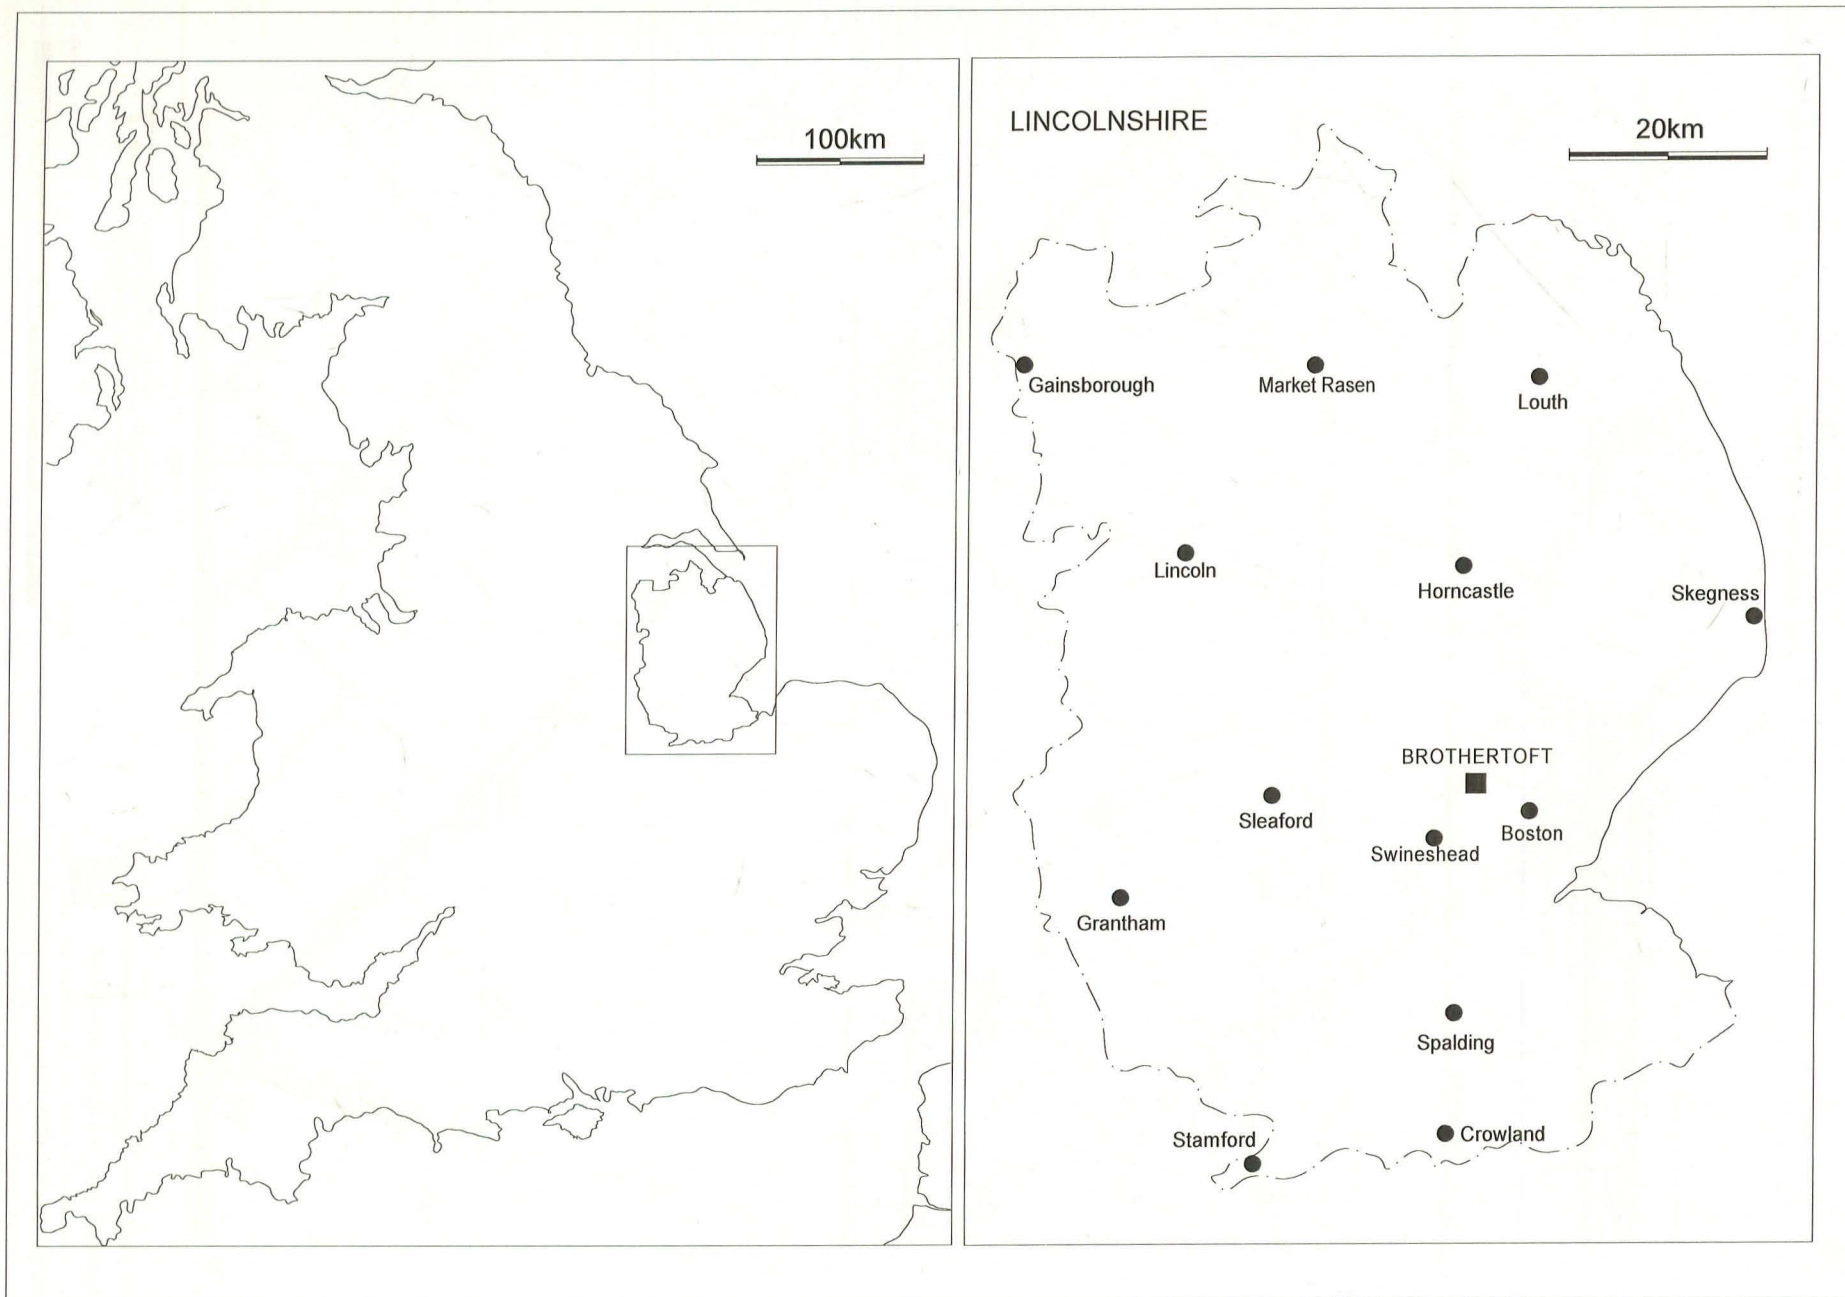 100km
LINCOLNSHIRE
20km
Gainsborough
Market Rasen
Louth
Lincoln
Horncastle
Skegness
BROTHERTOFT
Sleaford
Boston
Swineshead
Grantham
Spalding
Crowland
Stamford